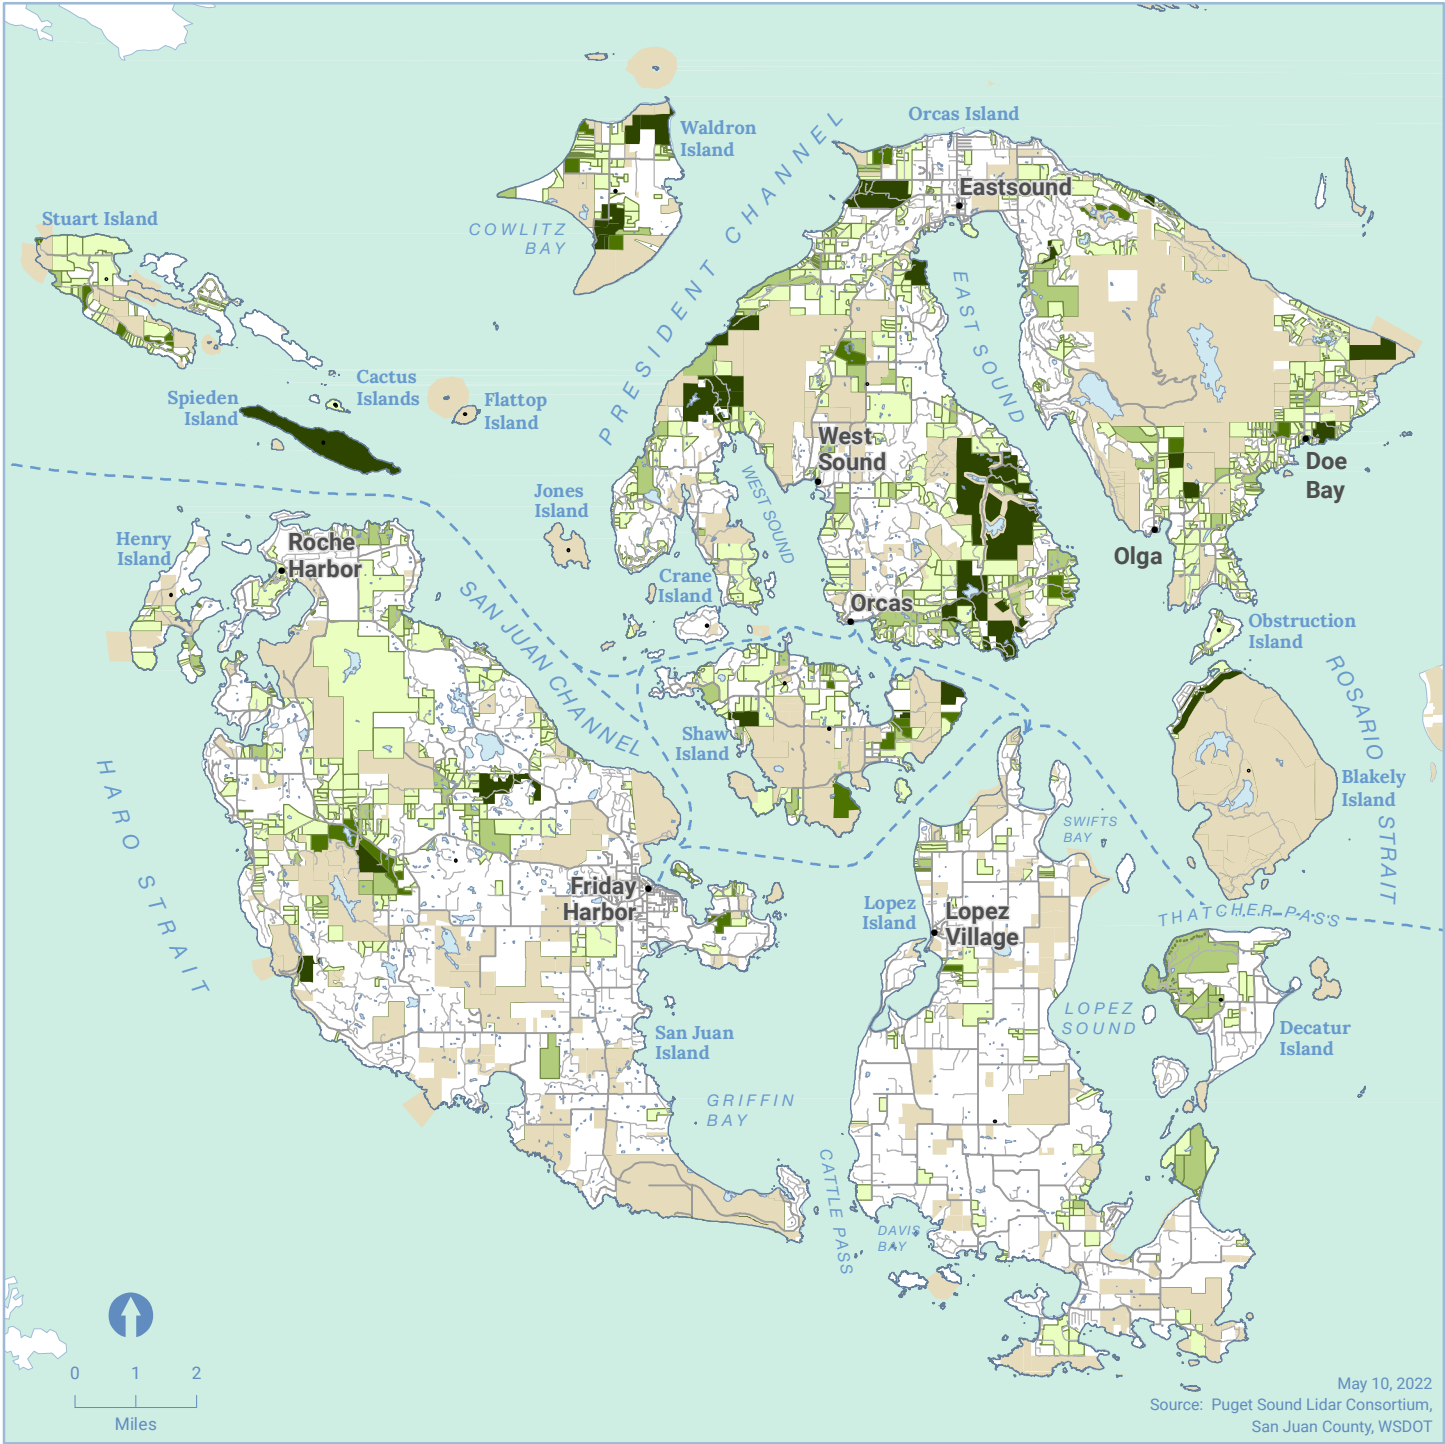 Orcas Island
Waldron
Island
PRESIDENT CHANNEL
Eastsound
Stuart Island
COWLITZ
BAY
EAST SOUND
Cactus
Islands
Spieden
Island
Flattop
Island
West
Sound
Doe
Bay
WEST SOUND
Jones
Island
Henry
Island
Roche
Harbor
Olga
Crane
Island
Orcas
SAN JUAN CHANNEL
Obstruction
Island
ROSARIO STRAIT
Shaw
Island
HARO STRAIT
Blakely
Island
SWIFTS
BAY
Friday
Harbor
Lopez
Island
Lopez
Village
THATCHER PASS
LOPEZ
SOUND
San Juan
Island
Decatur
Island
GRIFFIN
BAY
CATTLE PASS
DAVIS
BAY
0 1 2
Miles
May 10, 2022
Source: Puget Sound Lidar Consortium,
San Juan County, WSDOT